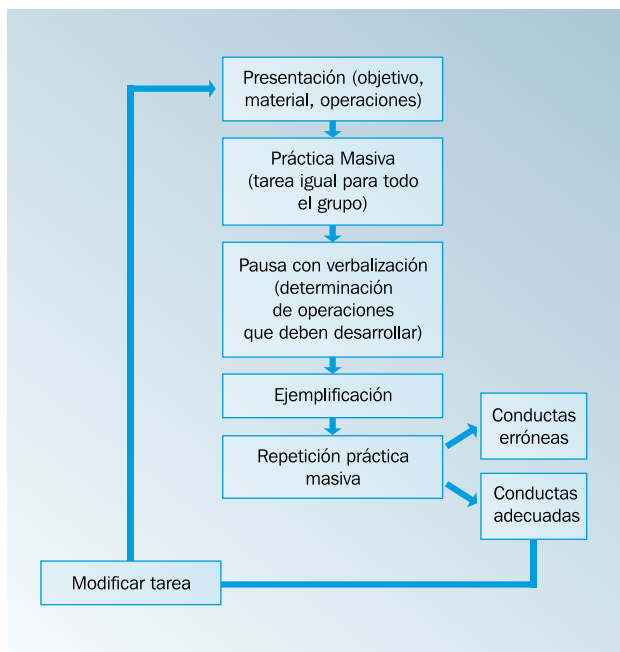 Presentación (objetivo,
material, operaciones)
Práctica Masiva
(tarea igual para todo
el grupo)
Pausa con verbalización
(determinación
de operaciones
que deben desarrollar)
Ejemplificación
Repetición práctica
masiva
Conductas
erróneas
Conductas
adecuadas
Modificar tarea